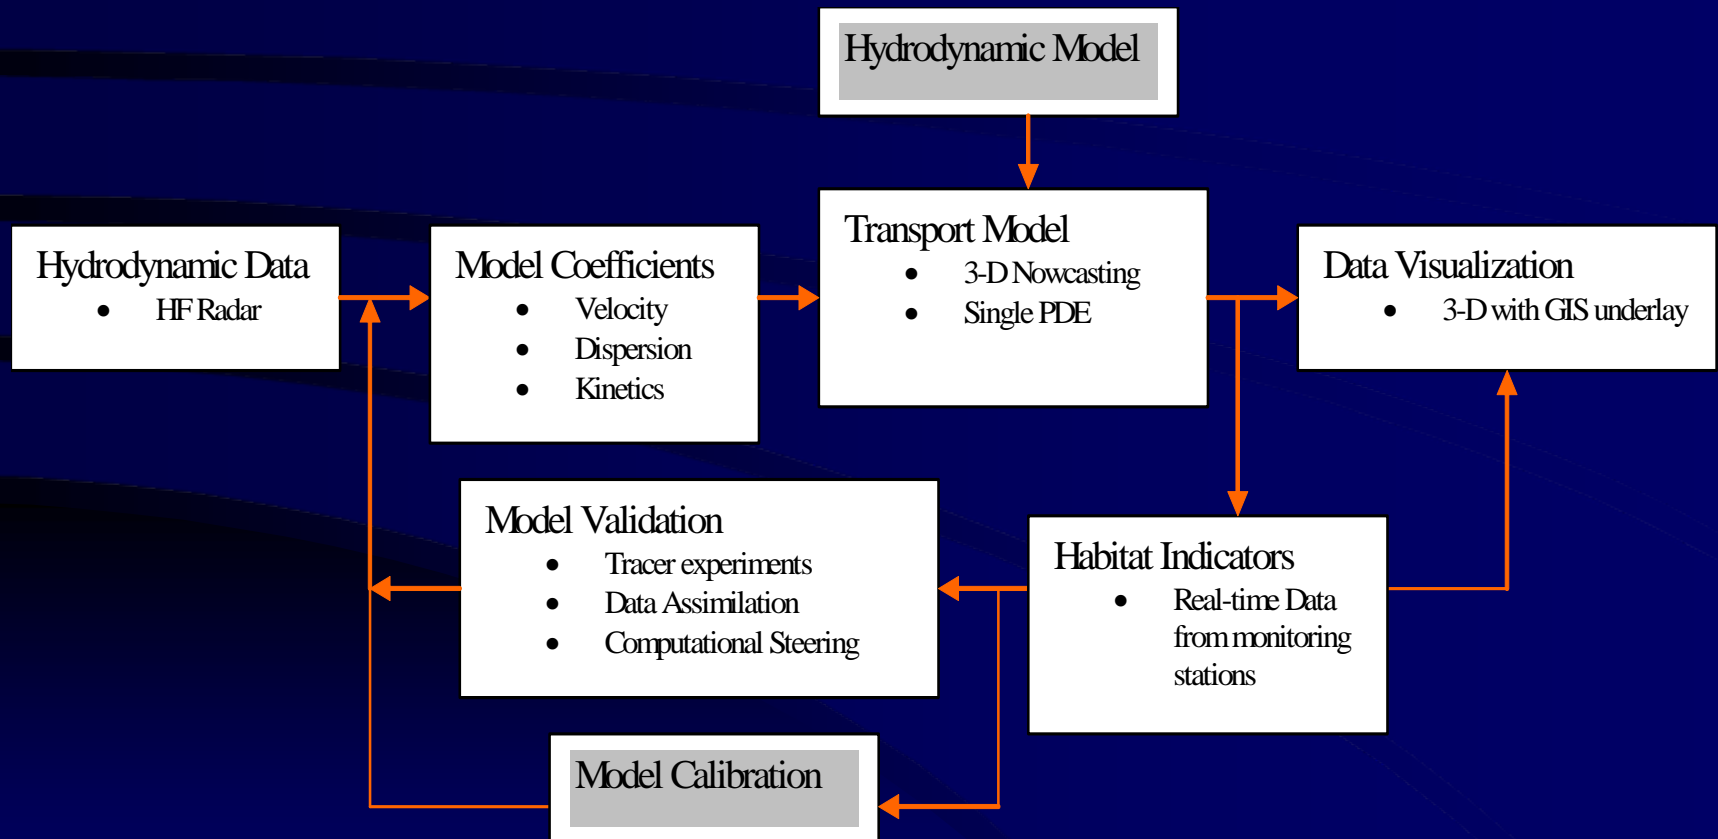 Hydrodynamic Model
Hydrodynamic Data
• HF Radar
Model Coefficients
• Velocity
• Dispersion
• Kinetics
Transport Model
• 3-D Nowcasting
• Single PDE
Data Visualization
• 3-D with GIS underlay
Model Validation
• Tracer experiments
• Data Assimilation
• Computational Steering
Habitat Indicators
• Real-time Data
from monitoring
stations
Model Calibration